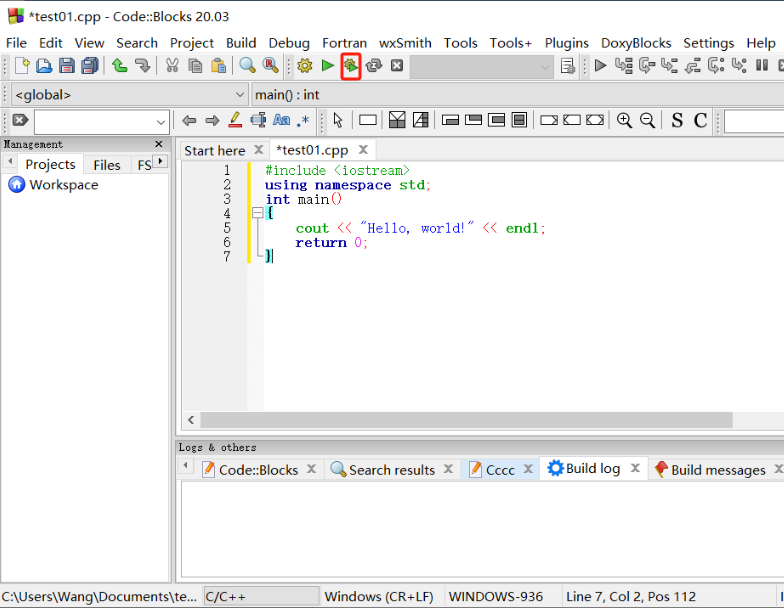 *test01.cpp - Code::Blocks 20.03
File Edit View Search Project Build Debug Fortran wxSmith Tools Tools+ Plugins DoxyBlocks Settings Help
<global> main() : int
Aa .* S C
Management
Projects Files FS
Workspace
Start here *test01.cpp
1 #include <iostream>
2 using namespace std;
3 int main()
4 {
5 cout << "Hello, world!" << endl;
6 return 0;
7 }
Logs & others
Code::Blocks Search results Cccc Build log Build messages
C:\Users\Wang\Documents\te... C/C++ Windows (CR+LF) WINDOWS-936 Line 7, Col 2, Pos 112